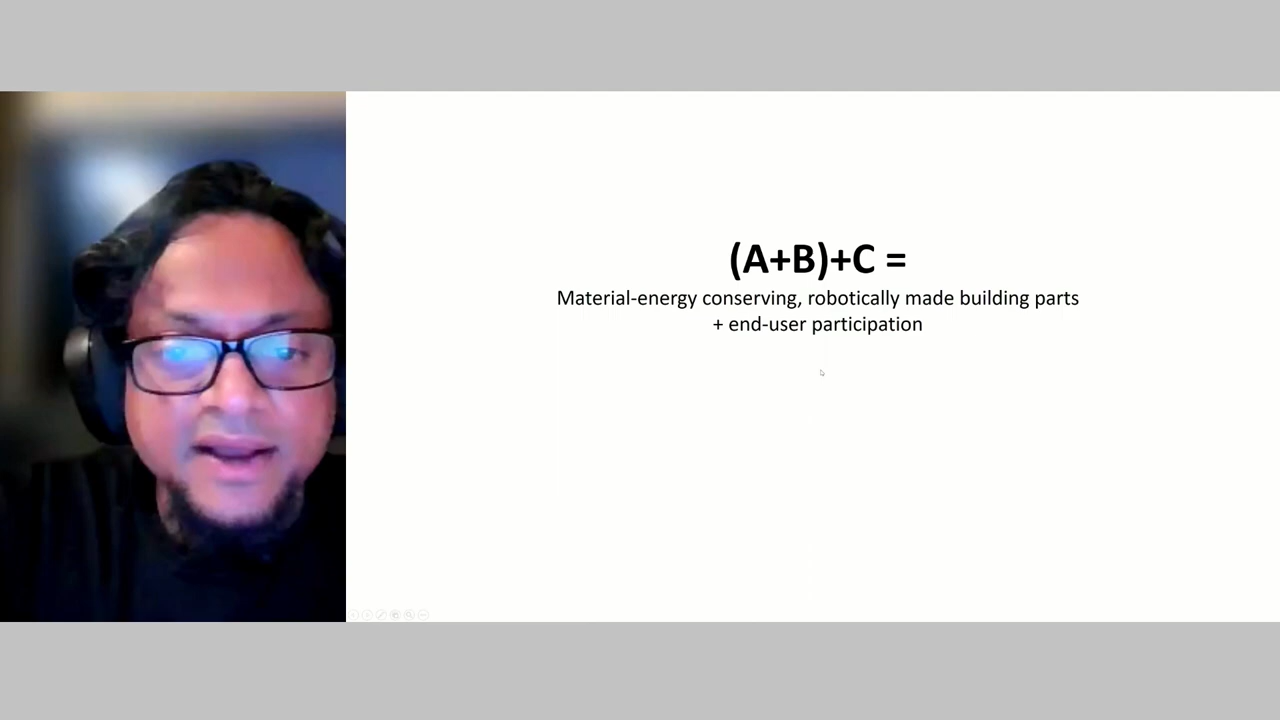 (A+B)+C =
Material-energy conserving, robotically made building parts
+ end-user participation